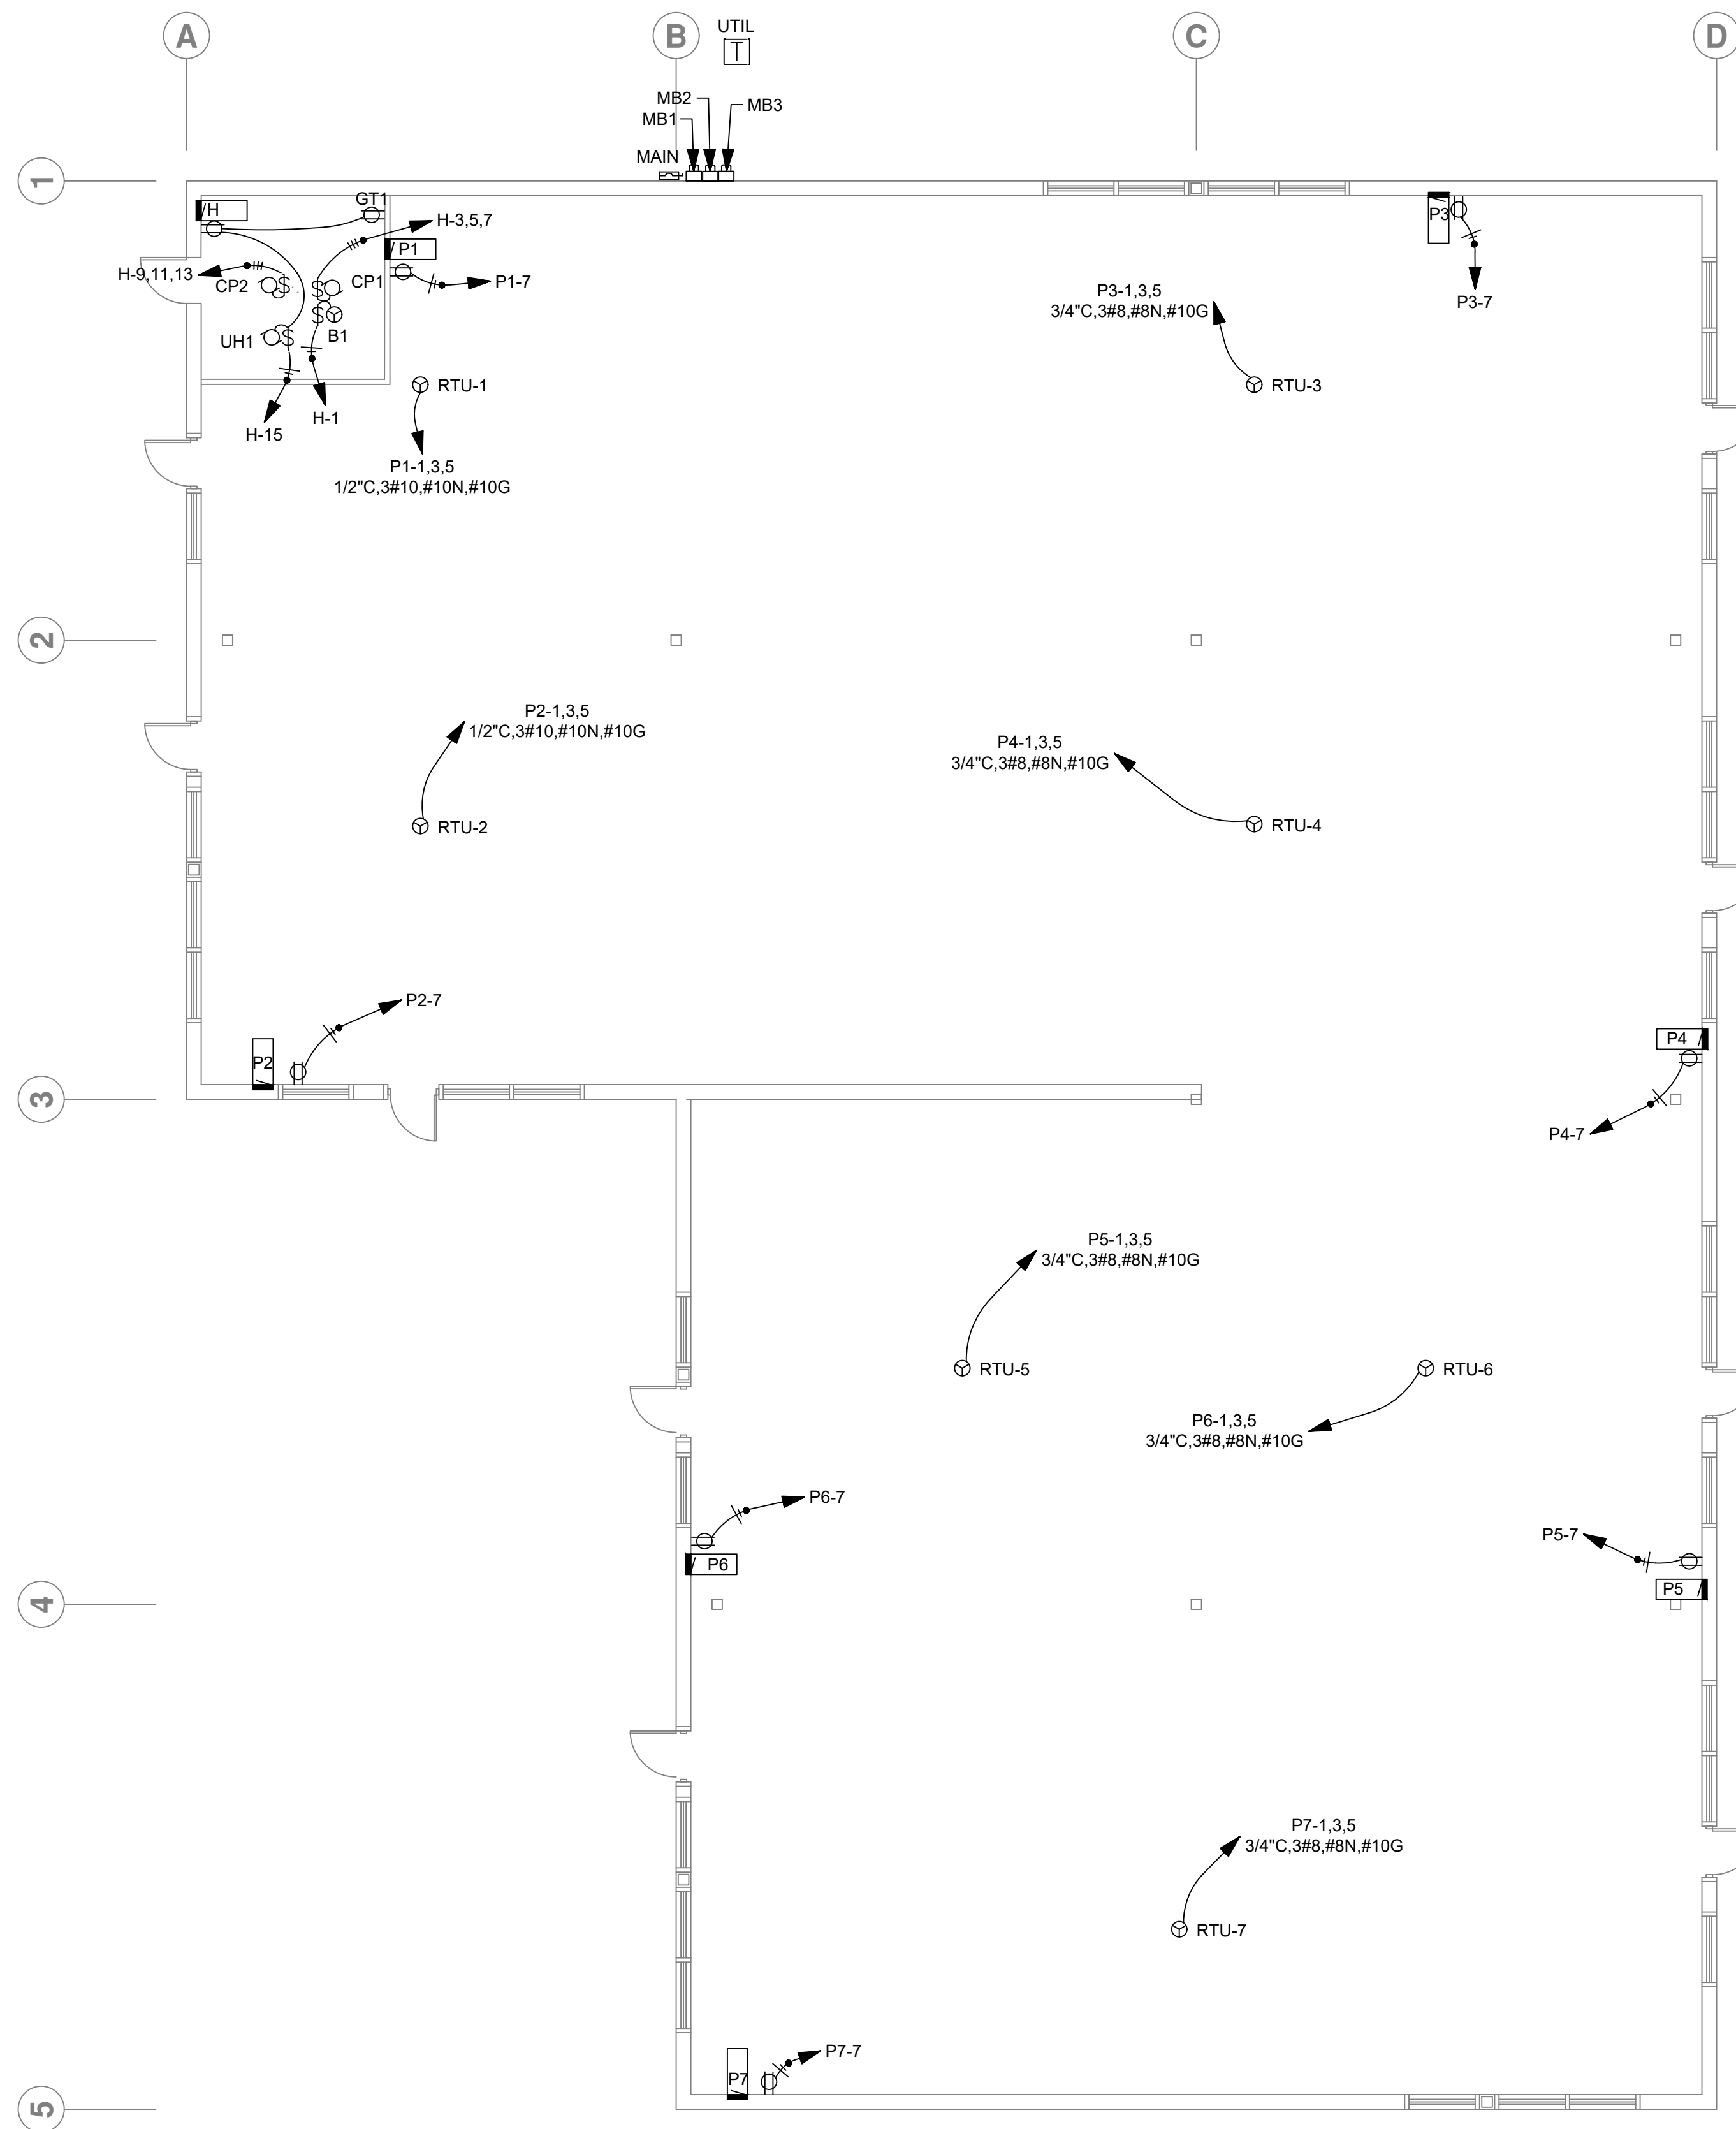 A
B
UTIL
T
C
D
MB2
MB3
MB1
MAIN
1
GT1
H
H-3,5,7
P3
P1
H-9,11,13
CP2
CP1
P1-7
P3-1,3,5
3/4"C,3#8,#8N,#10G
P3-7
UH1
B1
RTU-1
RTU-3
H-1
H-15
P1-1,3,5
1/2"C,3#10,#10N,#10G
2
P2-1,3,5
1/2"C,3#10,#10N,#10G
P4-1,3,5
3/4"C,3#8,#8N,#10G
RTU-2
RTU-4
P2-7
P2
P4
3
P4-7
P5-1,3,5
3/4"C,3#8,#8N,#10G
RTU-5
RTU-6
P6-1,3,5
3/4"C,3#8,#8N,#10G
P6-7
P5-7
P6
P5
4
P7-1,3,5
3/4"C,3#8,#8N,#10G
RTU-7
P7-7
P7
5